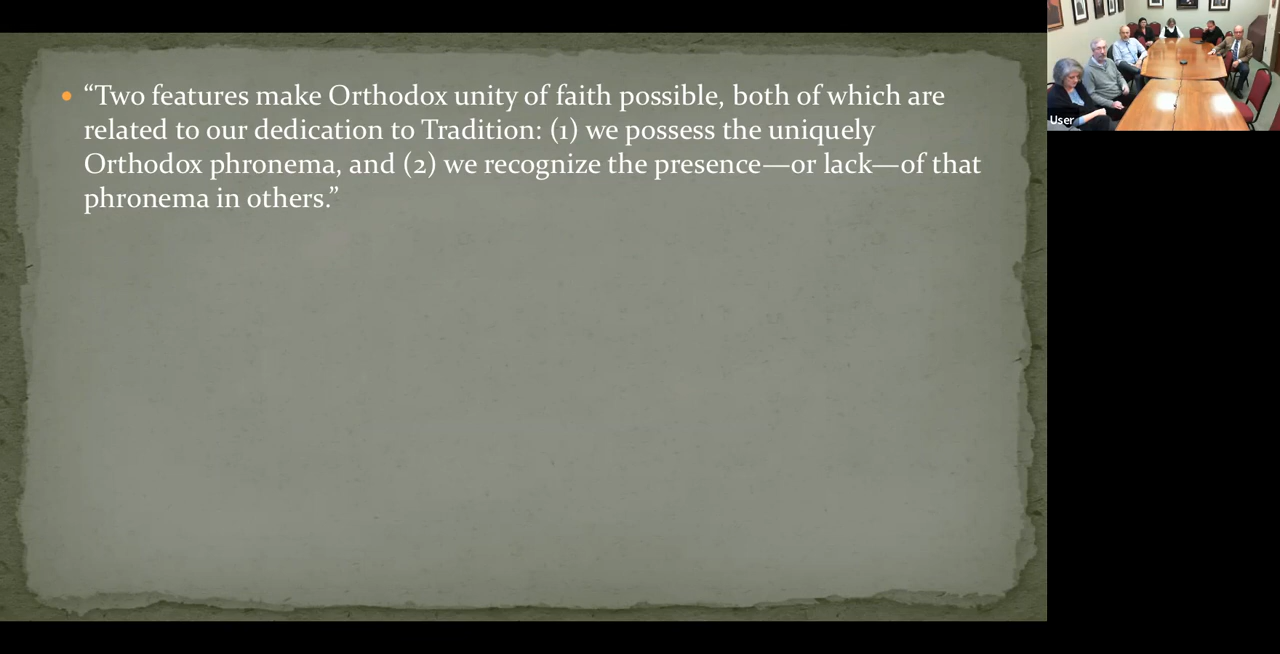 • “Two features make Orthodox unity of faith possible, both of which are
related to our dedication to Tradition: (1) we possess the uniquely
Orthodox phronema, and (2) we recognize the presence—or lack—of that
phronema in others.”
User